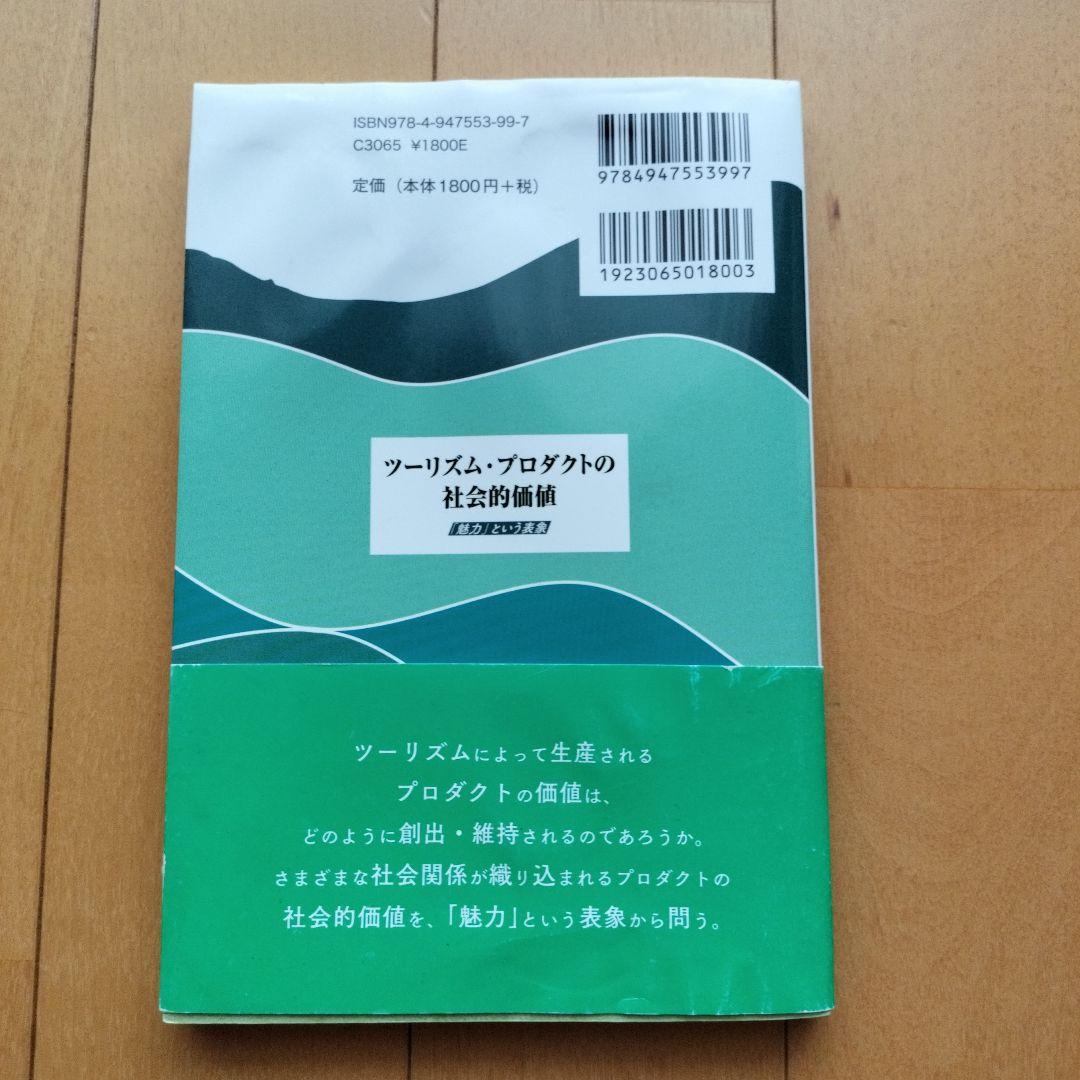 ISBN978-4-947553-99-7
C3065 ¥1800E
定価（本体1800円＋税）
9784947553997
1923065018003
ツーリズム・プロダクトの
社会的価値
「魅力」という表象
ツーリズムによって生産される
プロダクトの価値は、
どのように創出・維持されるのであろうか。
さまざまな社会関係が織り込まれるプロダクトの
社会的価値を、「魅力」という表象から問う。